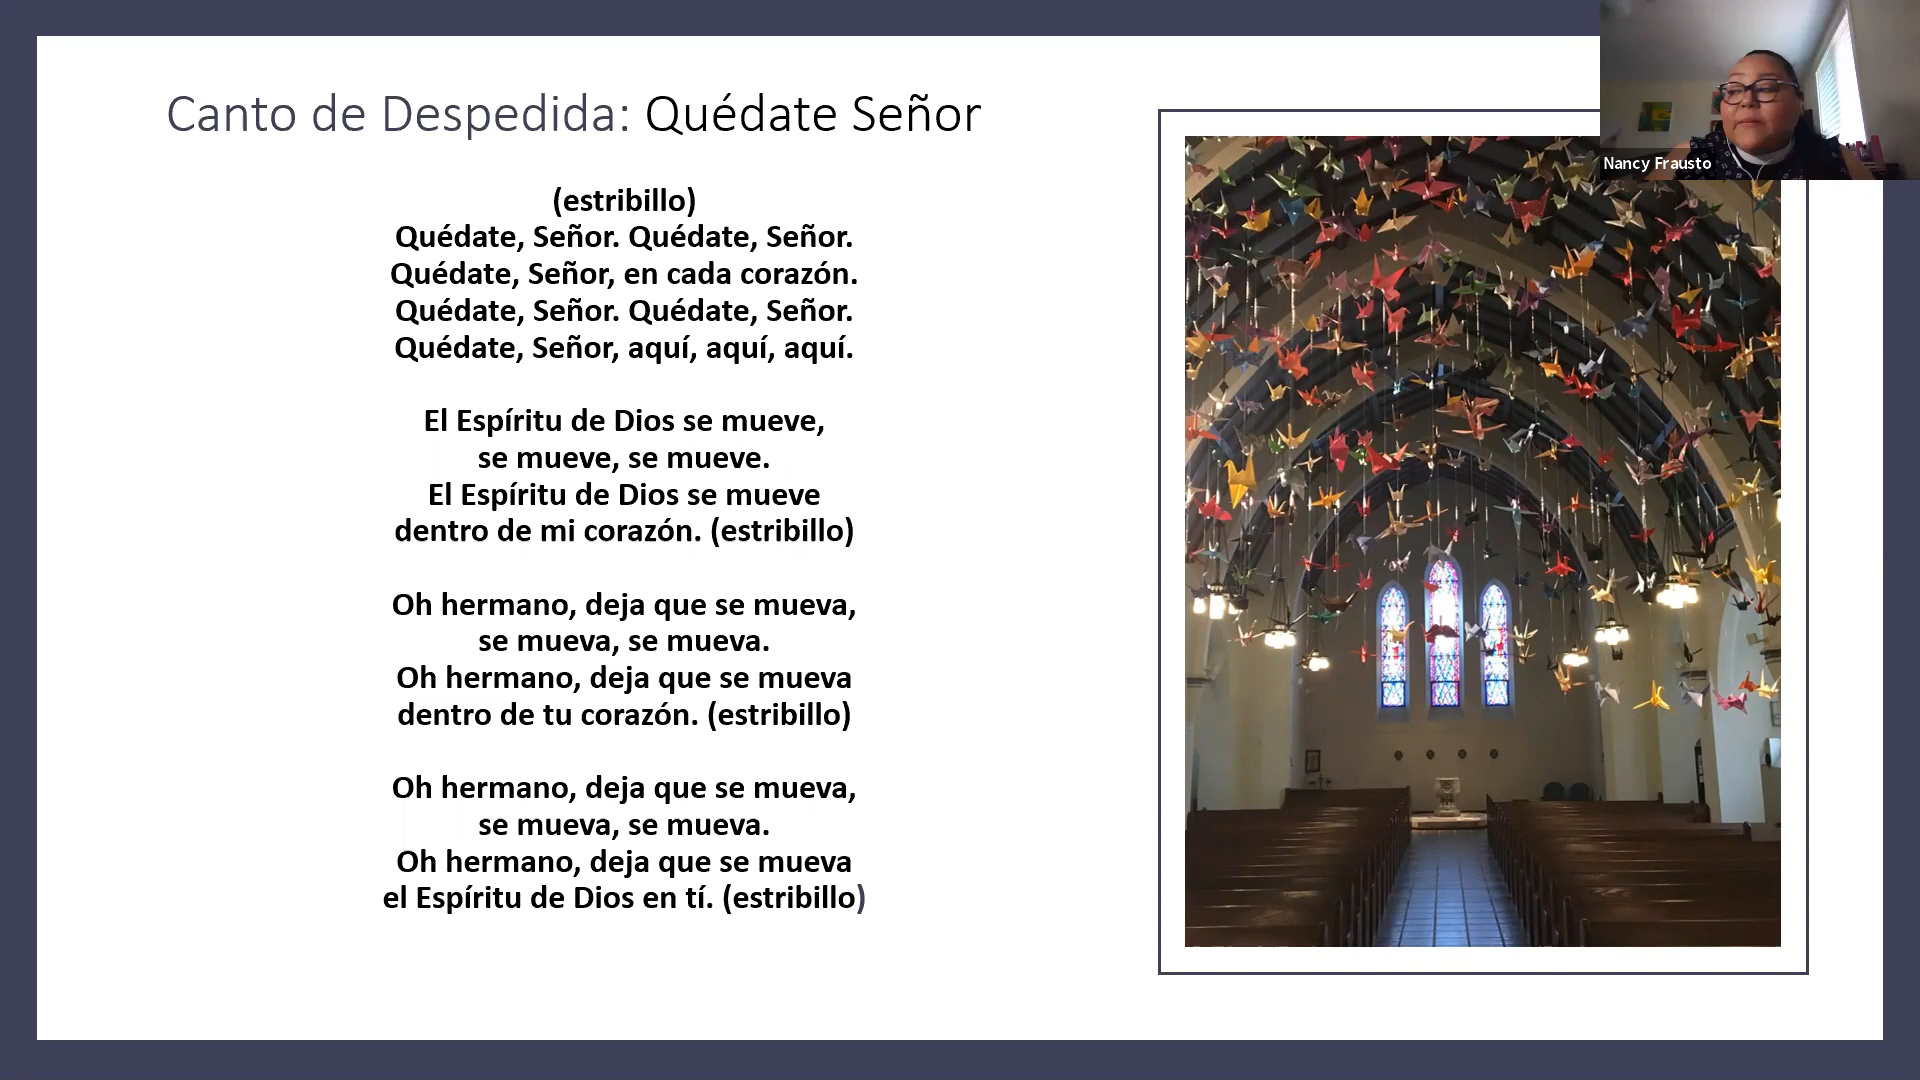 Canto de Despedida: Quédate Señor
(estribillo)
Quédate, Señor. Quédate, Señor.
Quédate, Señor, en cada corazón.
Quédate, Señor. Quédate, Señor.
Quédate, Señor, aquí, aquí, aquí.
El Espíritu de Dios se mueve,
se mueve, se mueve.
El Espíritu de Dios se mueve
dentro de mi corazón. (estribillo)
Oh hermano, deja que se mueva,
se mueva, se mueva.
Oh hermano, deja que se mueva
dentro de tu corazón. (estribillo)
Oh hermano, deja que se mueva,
se mueva, se mueva.
Oh hermano, deja que se mueva
el Espíritu de Dios en tí. (estribillo)
Nancy Frausto